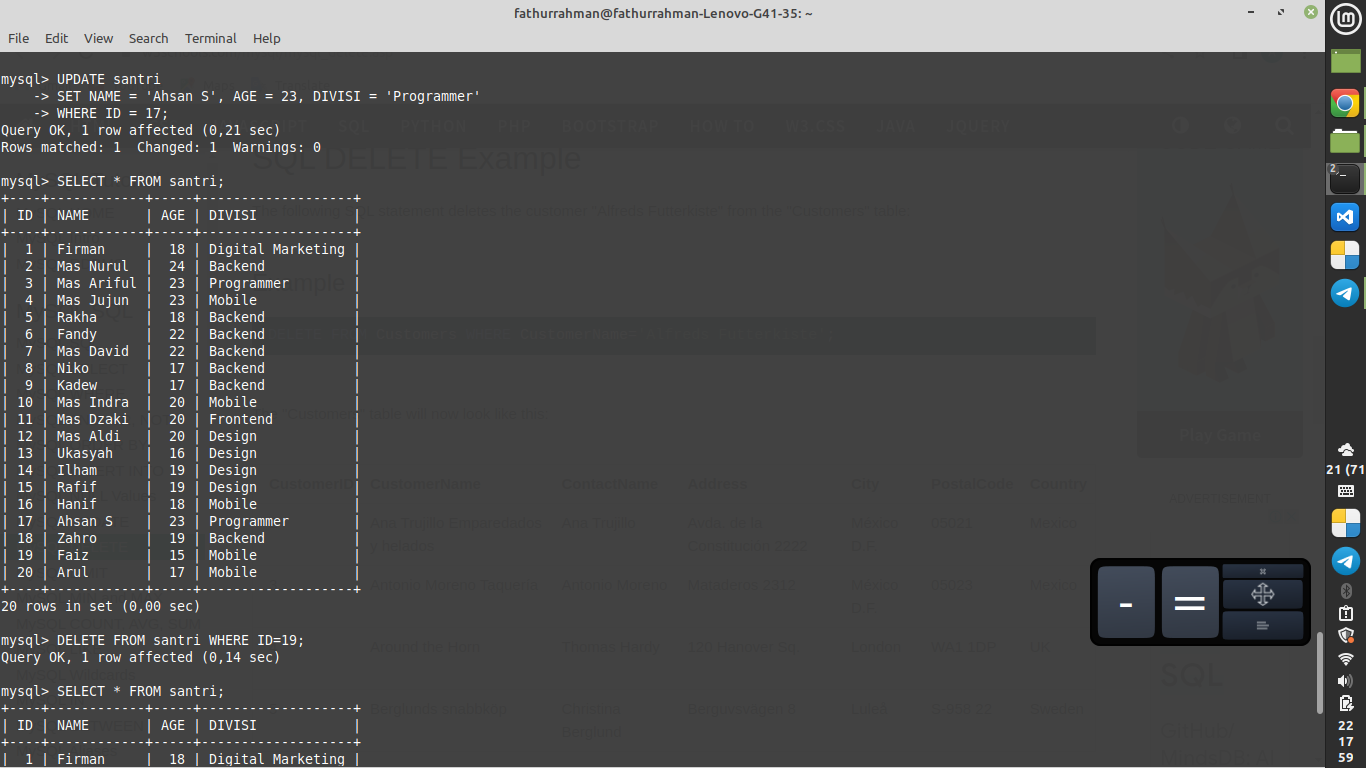 fathurrahman@fathurrahman-Lenovo-G41-35: ~
File Edit View Search Terminal Help
mysql> UPDATE santri
    -> SET NAME = 'Ahsan S', AGE = 23, DIVISI = 'Programmer'
    -> WHERE ID = 17;
Query OK, 1 row affected (0,21 sec)
Rows matched: 1  Changed: 1  Warnings: 0
mysql> SELECT * FROM santri;
+----+------------+-----+-------------------+
| ID | NAME       | AGE | DIVISI            |
+----+------------+-----+-------------------+
|  1 | Firman     |  18 | Digital Marketing |
|  2 | Mas Nurul  |  24 | Backend           |
|  3 | Mas Ariful |  23 | Programmer        |
|  4 | Mas Jujun  |  23 | Mobile            |
|  5 | Rakha      |  18 | Backend           |
|  6 | Fandy      |  22 | Backend           |
|  7 | Mas David  |  22 | Backend           |
|  8 | Niko       |  17 | Backend           |
|  9 | Kadew      |  17 | Backend           |
| 10 | Mas Indra  |  20 | Mobile            |
| 11 | Mas Dzaki  |  20 | Frontend          |
| 12 | Mas Aldi   |  20 | Design            |
| 13 | Ukasyah    |  16 | Design            |
| 14 | Ilham      |  19 | Design            |
| 15 | Rafif      |  19 | Design            |
| 16 | Hanif      |  18 | Mobile            |
| 17 | Ahsan S    |  23 | Programmer        |
| 18 | Zahro      |  19 | Backend           |
| 19 | Faiz       |  15 | Mobile            |
| 20 | Arul       |  17 | Mobile            |
+----+------------+-----+-------------------+
20 rows in set (0,00 sec)
mysql> DELETE FROM santri WHERE ID=19;
Query OK, 1 row affected (0,14 sec)
mysql> SELECT * FROM santri;
+----+------------+-----+-------------------+
| ID | NAME       | AGE | DIVISI            |
+----+------------+-----+-------------------+
|  1 | Firman     |  18 | Digital Marketing |
SQL DELETE Example
- =
2
21 (71
22
17
59